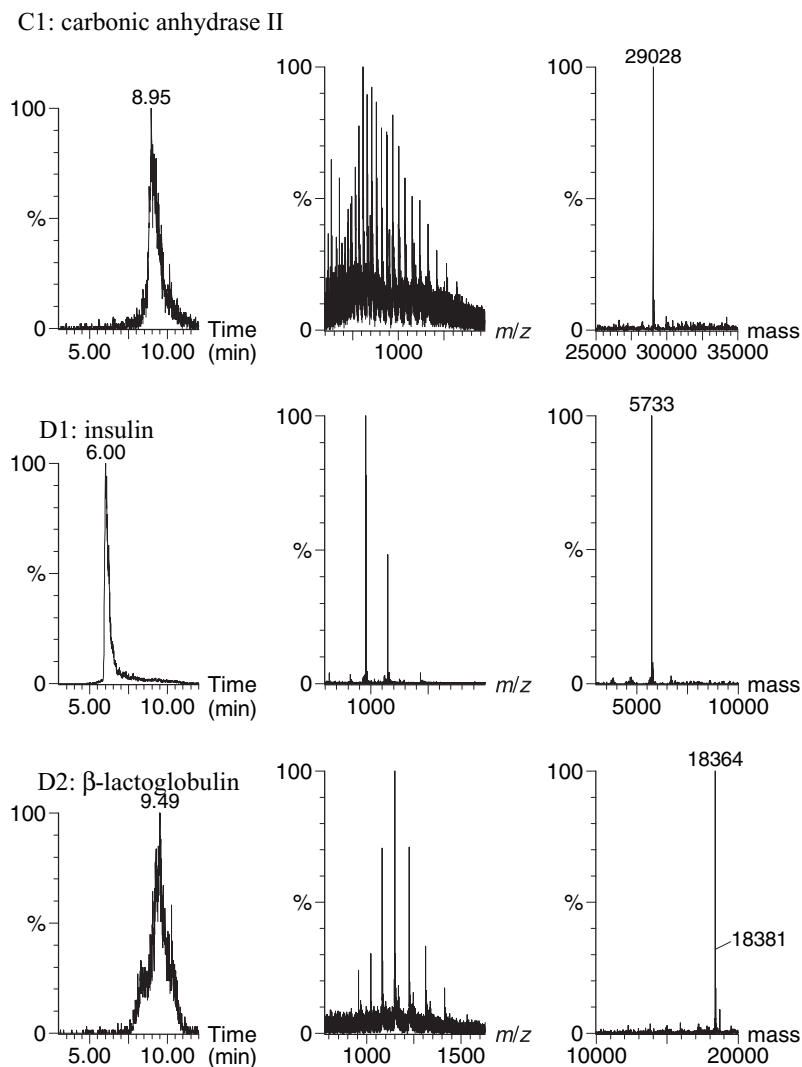 C1: carbonic anhydrase II
100
%
0
8.95
5.00 10.00
Time
(min)
100
%
0
1000
m/z
100
%
0
29028
25000 30000 35000
mass
D1: insulin
6.00
100
%
0
5.00 10.00
Time
(min)
100
%
0
1000
m/z
100
%
0
5733
5000 10000
mass
D2: β-lactoglobulin
9.49
100
%
0
5.00 10.00
Time
(min)
100
%
0
1000 1500
m/z
100
%
0
18364
18381
10000 20000
mass